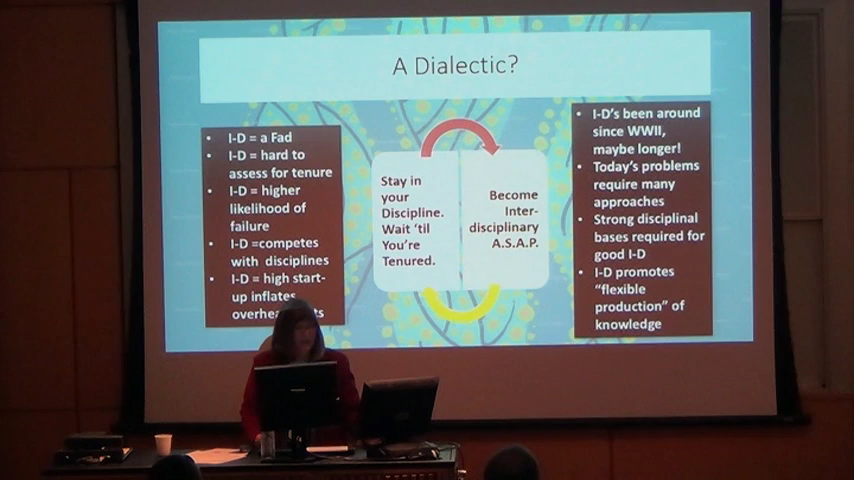 A Dialectic?
• I-D = a Fad
• I-D = hard to
assess for tenure
• I-D = higher
likelihood of
failure
• I-D =competes
with disciplines
• I-D = high start-
up inflates
Stay in
your
Discipline.
Wait ‘til
You’re
Tenured.
Become
Inter-
disciplinary
A.S.A.P.
• I-D’s been around
since WWII,
maybe longer!
• Today’s problems
require many
approaches
• Strong disciplinal
bases required for
good I-D
• I-D promotes
“flexible
production” of
knowledge